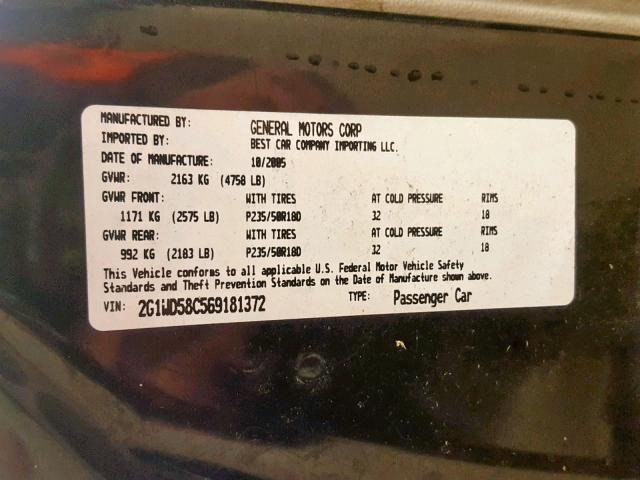 MANUFACTURED BY: GENERAL MOTORS CORP
IMPORTED BY: BEST CAR COMPANY IMPORTING LLC.
DATE OF MANUFACTURE: 10/2005
GVWR: 2163 KG (4758 LB)
GVWR FRONT: WITH TIRES AT COLD PRESSURE RIMS
1171 KG (2575 LB) P235/50R18D 32 18
GVWR REAR: WITH TIRES AT COLD PRESSURE RIMS
992 KG (2183 LB) P235/50R18D 32 18
This Vehicle conforms to all applicable U.S. Federal Motor Vehicle Safety
Standards and Theft Prevention Standards on the Date of Manufacture shown above.
VIN: 2G1WD58C569181372 TYPE: Passenger Car